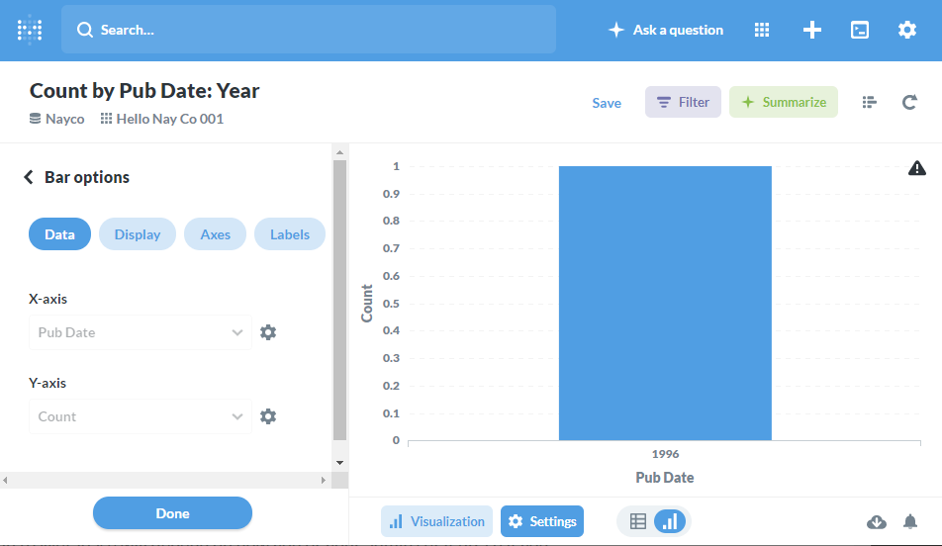 Search...
Ask a question
Count by Pub Date: Year
Nayco
Hello Nay Co 001
Save
Filter
Summarize
Bar options
Data
Display
Axes
Labels
X-axis
Pub Date
Y-axis
Count
Done
1
0.9
0.8
0.7
0.6
0.5
0.4
0.3
0.2
0.1
0
Count
1996
Pub Date
Visualization
Settings